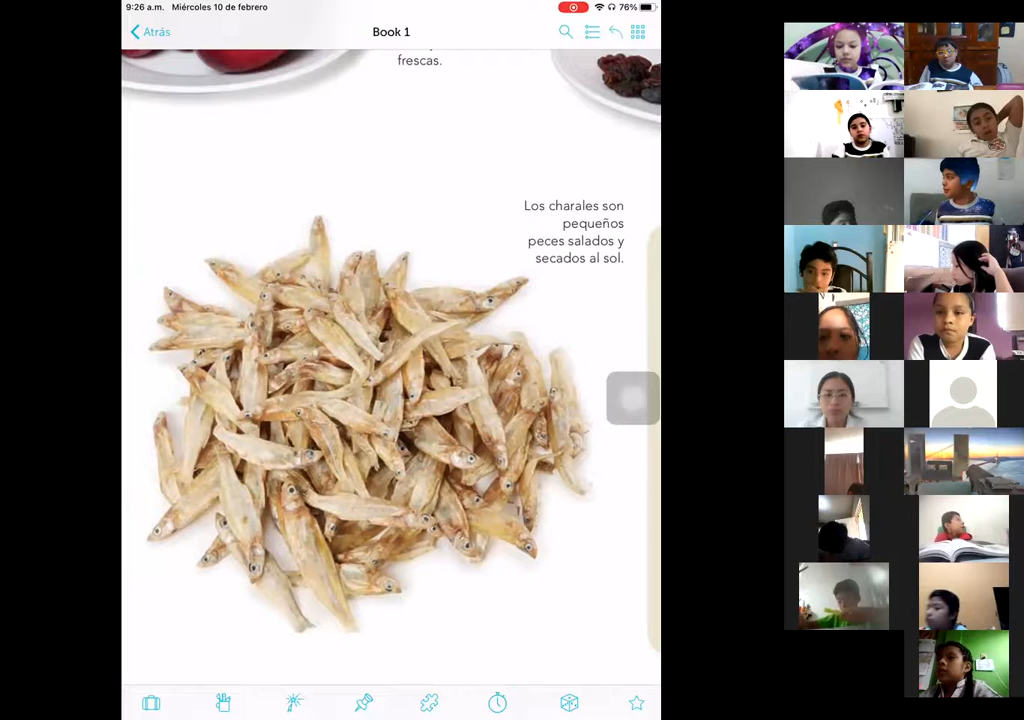 9:26 a.m. Miércoles 10 de febrero
76%
Atrás
Book 1
frescas.
Los charales son
pequeños
peces salados y
secados al sol.